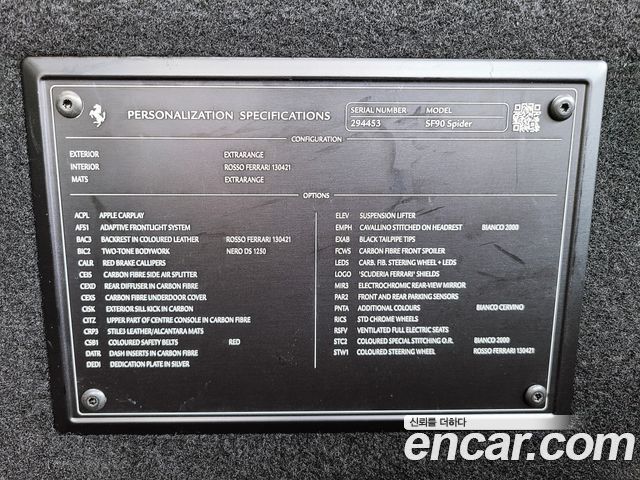 PERSONALIZATION SPECIFICATIONS
SERIAL NUMBER MODEL
294453 SF90 Spider
CONFIGURATION
EXTERIOR EXTRARANGE
INTERIOR ROSSO FERRARI 130421
MATS EXTRARANGE
OPTIONS
ACPL APPLE CARPLAY
AFS1 ADAPTIVE FRONTLIGHT SYSTEM
BAC3 BACKREST IN COLOURED LEATHER ROSSO FERRARI 130421
BIC2 TWO-TONE BODYWORK NERO DS 1250
CALR RED BRAKE CALLIPERS
CEI5 CARBON FIBRE SIDE AIR SPLITTER
CEXD REAR DIFFUSER IN CARBON FIBRE
CEX5 CARBON FIBRE UNDERDOOR COVER
CISK EXTERIOR SILL KICK IN CARBON
CITZ UPPER PART OF CENTRE CONSOLE IN CARBON FIBRE
CRP3 STILE3 LEATHER/ALCANTARA MATS
CSB1 COLOURED SAFETY BELTS RED
DATR DASH INSERTS IN CARBON FIBRE
DEDI DEDICATION PLATE IN SILVER
ELEV SUSPENSION LIFTER
EMPH CAVALLINO STITCHED ON HEADREST BIANCO 2000
EXAB BLACK TAILPIPE TIPS
FCWS CARBON FIBRE FRONT SPOILER
LEDS CARB. FIB. STEERING WHEEL + LEDS
LOGO 'SCUDERIA FERRARI' SHIELDS
MIR3 ELECTROCHROMIC REAR-VIEW MIRROR
PAR2 FRONT AND REAR PARKING SENSORS
PNTA ADDITIONAL COLOURS BIANCO CERVINO
RICS STD CHROME WHEELS
RSFV VENTILATED FULL ELECTRIC SEATS
STC2 COLOURED SPECIAL STITCHING O.R. BIANCO 2000
STW1 COLOURED STEERING WHEEL ROSSO FERRARI 130421
신뢰를 더하다
encar.com